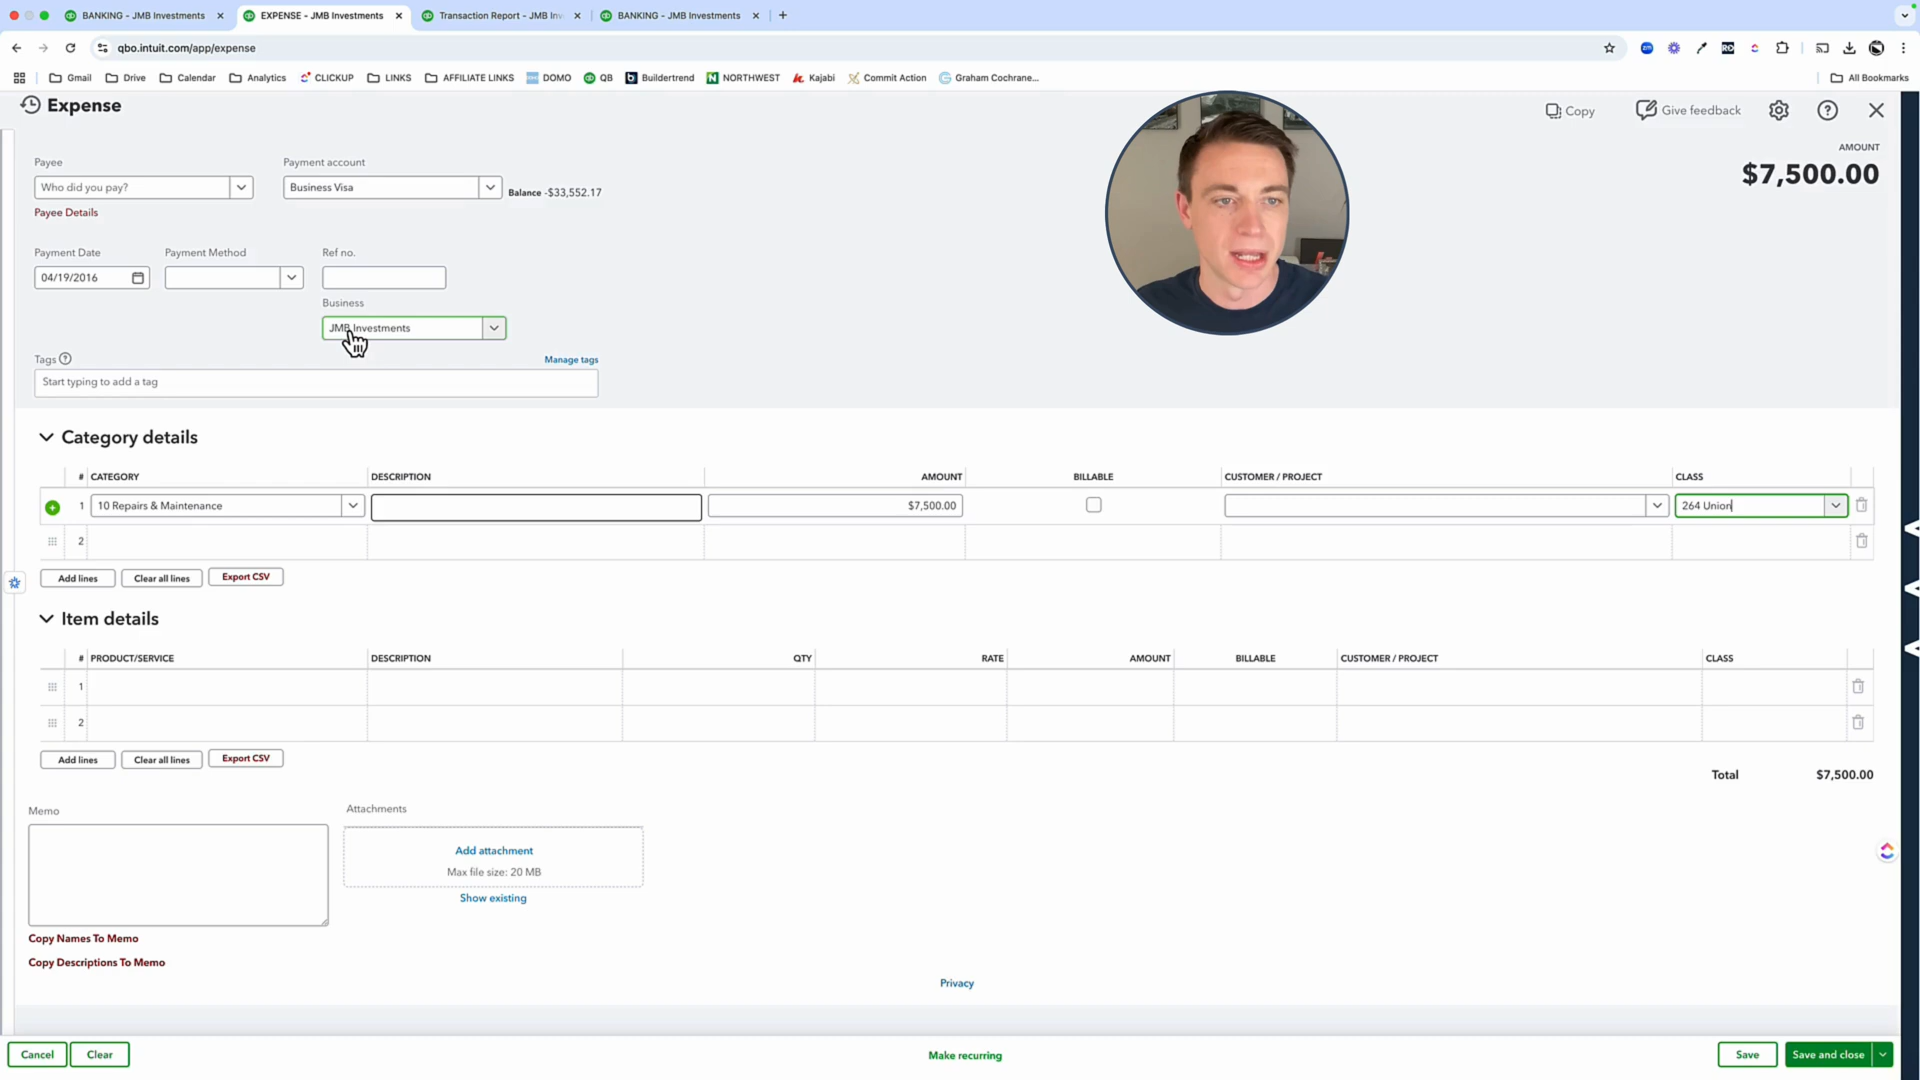 BANKING - JMB Investments
EXPENSE - JMB Investments
Transaction Report - JMB Inv
BANKING - JMB Investments
qbo.intuit.com/app/expense
Gmail
Drive
Calendar
Analytics
CLICKUP
LINKS
AFFILIATE LINKS
DOMO
QB
Buildertrend
NORTHWEST
Kajabi
Commit Action
Graham Cochrane...
All Bookmarks
Expense
Copy
Give feedback
Payee
Payment account
AMOUNT
Who did you pay?
Business Visa
Balance -$33,552.17
$7,500.00
Payee Details
Payment Date
Payment Method
Ref no.
04/19/2016
Business
JMB Investments
Tags
Manage tags
Start typing to add a tag
Category details
# CATEGORY DESCRIPTION AMOUNT BILLABLE CUSTOMER / PROJECT CLASS
1 10 Repairs & Maintenance $7,500.00 264 Union
2
Add lines
Clear all lines
Export CSV
Item details
# PRODUCT/SERVICE DESCRIPTION QTY RATE AMOUNT BILLABLE CUSTOMER / PROJECT CLASS
1
2
Add lines
Clear all lines
Export CSV
Total $7,500.00
Memo
Attachments
Add attachment
Max file size: 20 MB
Show existing
Copy Names To Memo
Copy Descriptions To Memo
Privacy
Cancel
Clear
Make recurring
Save
Save and close